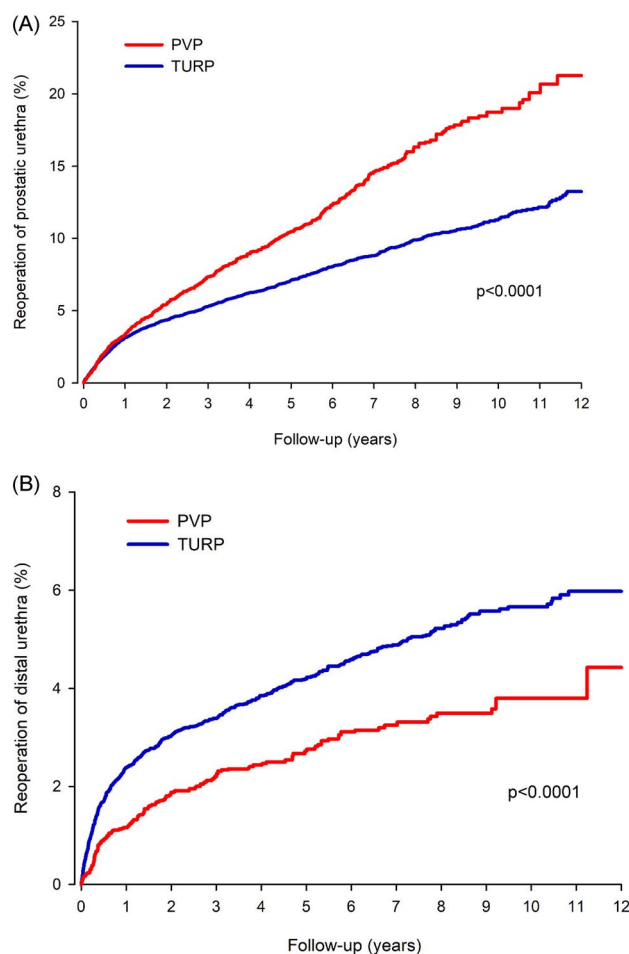 (A)
Reoperation of prostatic urethra (%)
25
20
15
10
5
0
PVP
TURP
p<0.0001
0 1 2 3 4 5 6 7 8 9 10 11 12
Follow-up (years)
(B)
Reoperation of distal urethra (%)
8
6
4
2
0
PVP
TURP
p<0.0001
0 1 2 3 4 5 6 7 8 9 10 11 12
Follow-up (years)